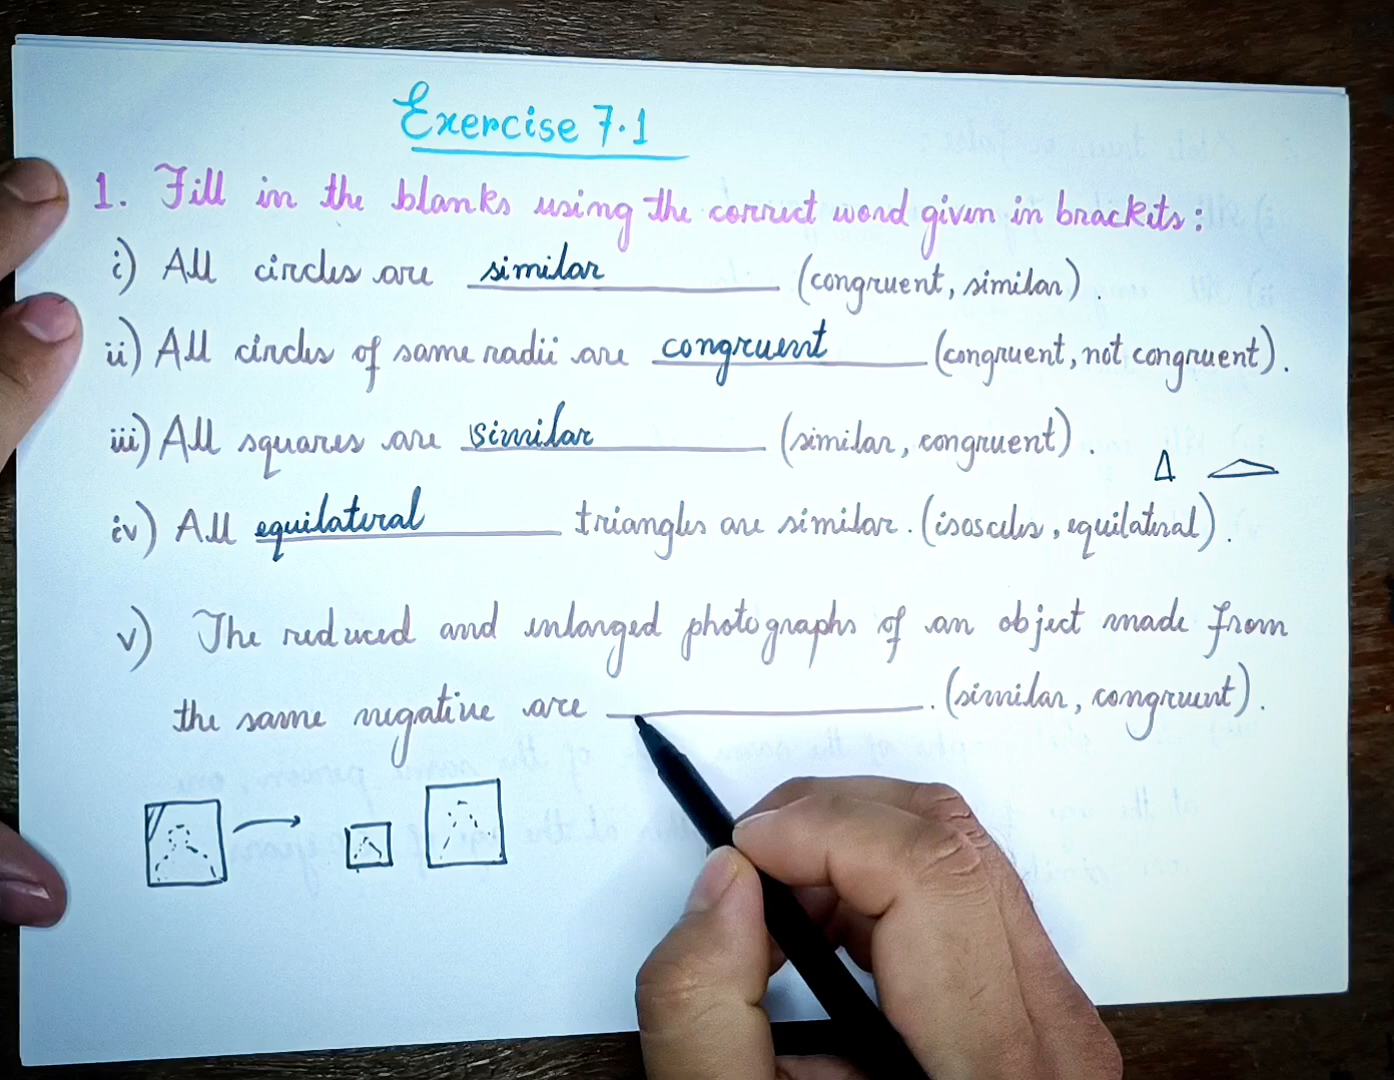 Exercise 7.1
1. Fill in the blanks using the correct word given in brackets:
i) All circles are similar (congruent, similar).
ii) All circles of same radii are congruent (congruent, not congruent).
iii) All squares are similar (similar, congruent).
iv) All equilateral triangles are similar. (isosceles, equilateral).
v) The reduced and enlarged photographs of an object made from
the same negative are ____________. (similar, congruent).